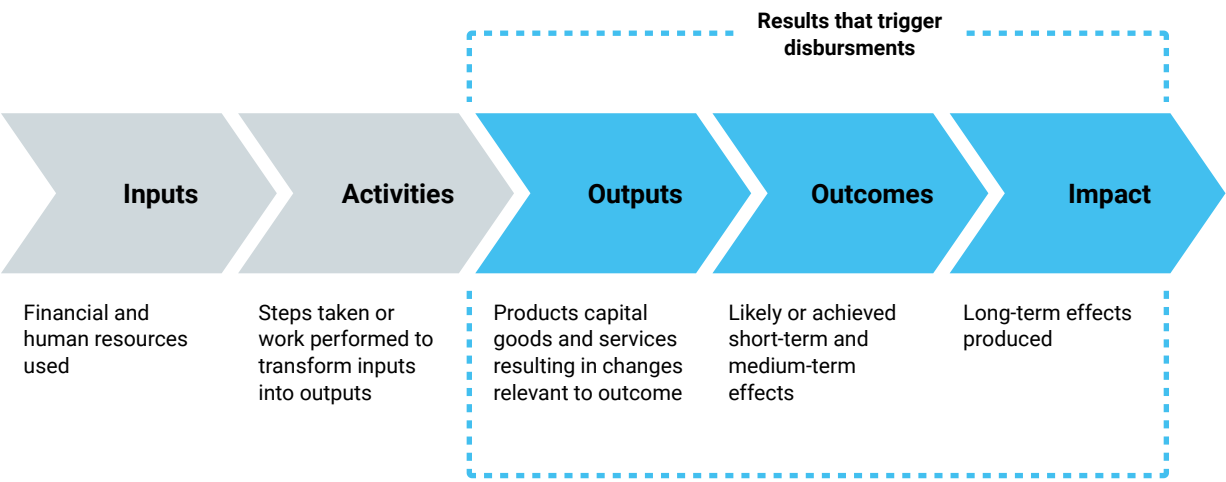 Results that trigger
disbursments
Inputs
Activities
Outputs
Outcomes
Impact
Financial and
human resources
used
Steps taken or
work performed to
transform inputs
into outputs
Products capital
goods and services
resulting in changes
relevant to outcome
Likely or achieved
short-term and
medium-term
effects
Long-term effects
produced